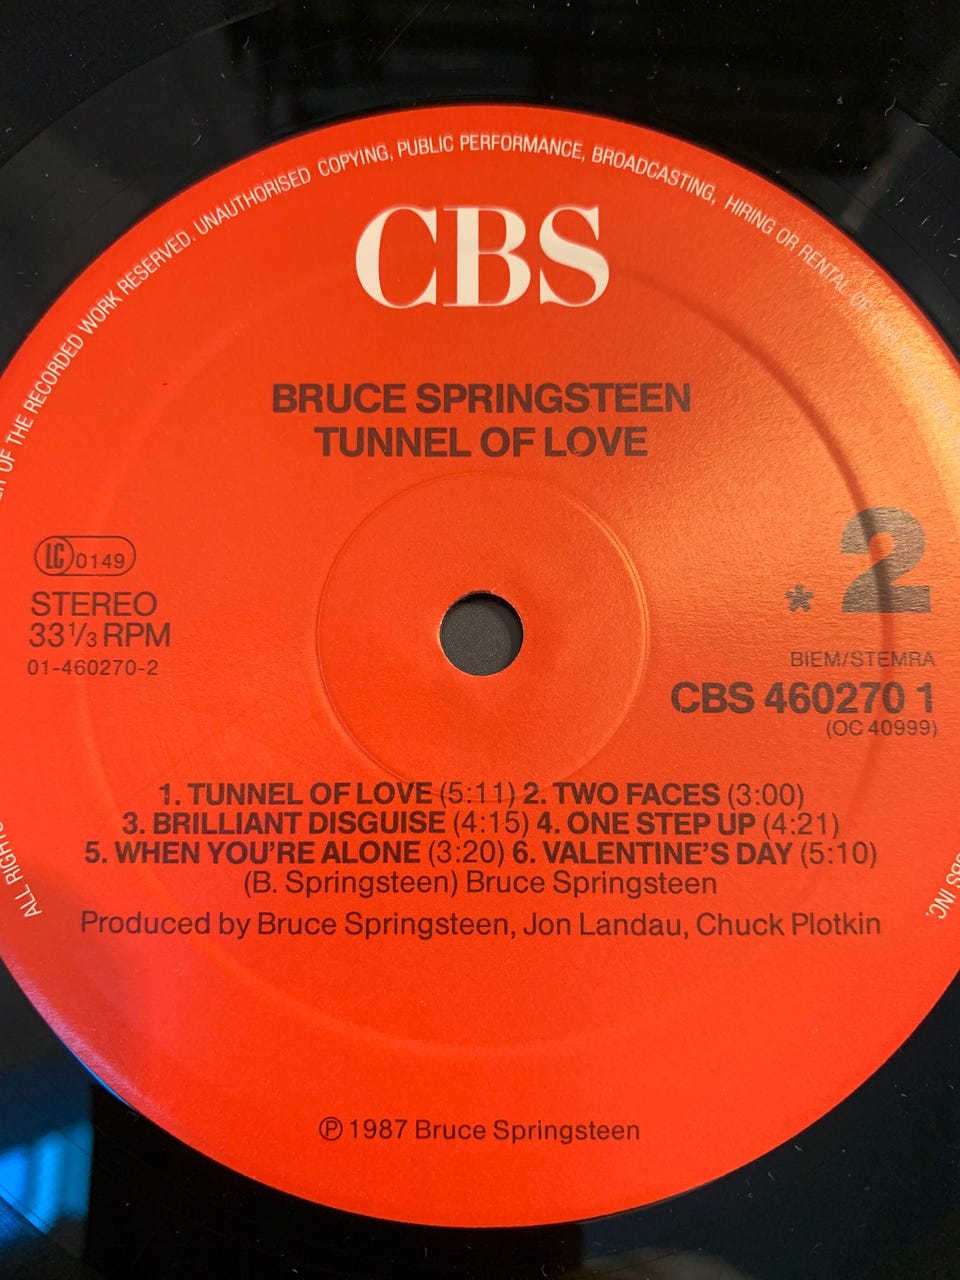 ALL RIGHTS
OF THE RECORDED WORK RESERVED. UNAUTHORISED COPYING, PUBLIC PERFORMANCE, BROADCASTING, HIRING OR RENTAL
CBS
BRUCE SPRINGSTEEN
TUNNEL OF LOVE
LC 0149
STEREO
33 1/3 RPM
01-460270-2
* 2
BIEM/STEMRA
CBS 460270 1
(OC 40999)
1. TUNNEL OF LOVE (5:11) 2. TWO FACES (3:00)
3. BRILLIANT DISGUISE (4:15) 4. ONE STEP UP (4:21)
5. WHEN YOU'RE ALONE (3:20) 6. VALENTINE'S DAY (5:10)
(B. Springsteen) Bruce Springsteen
Produced by Bruce Springsteen, Jon Landau, Chuck Plotkin
CBS INC.
℗ 1987 Bruce Springsteen